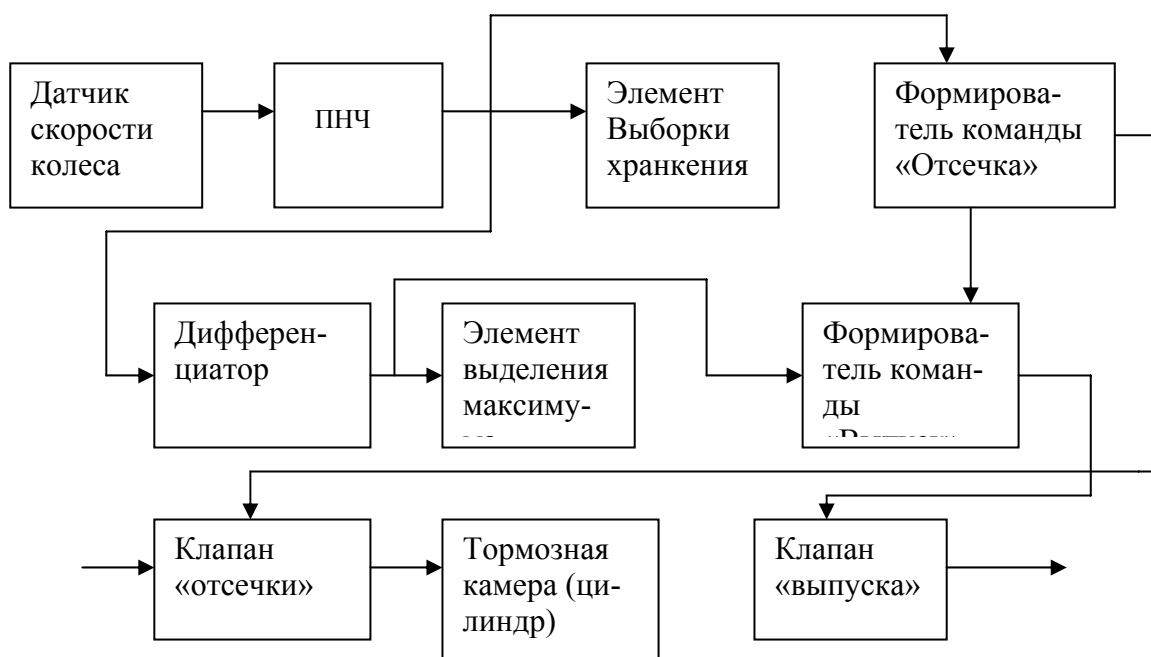 Датчик
скорости
колеса
ПНЧ
Элемент
Выборки
хранкения
Формирова-
тель команды
«Отсечка»
Дифферен-
циатор
Элемент
выделения
максиму-
Формирова-
тель коман-
ды
Клапан
«отсечки»
Тормозная
камера (ци-
линдр)
Клапан
«выпуска»